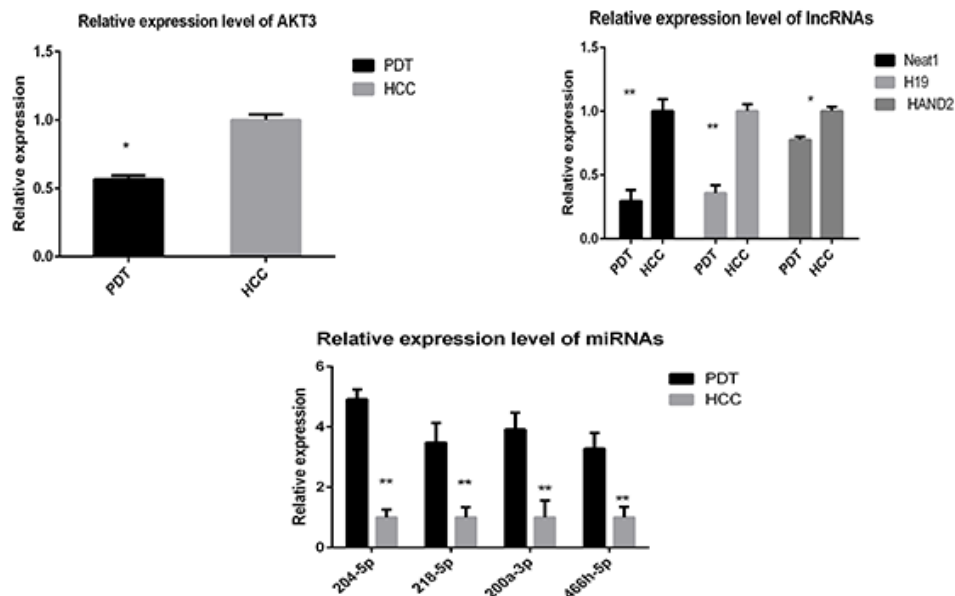 Relative expression level of AKT3
Relative expression
1.5
1.0
0.5
0.0
*
PDT
HCC
PDT
HCC
Relative expression level of lncRNAs
Relative expression
1.5
1.0
0.5
0.0
**
**
*
PDT
HCC
PDT
HCC
PDT
HCC
Neat1
H19
HAND2
Relative expression level of miRNAs
Relative expression
6
4
2
0
**
**
**
**
204-5p
218-5p
200a-3p
466h-5p
PDT
HCC